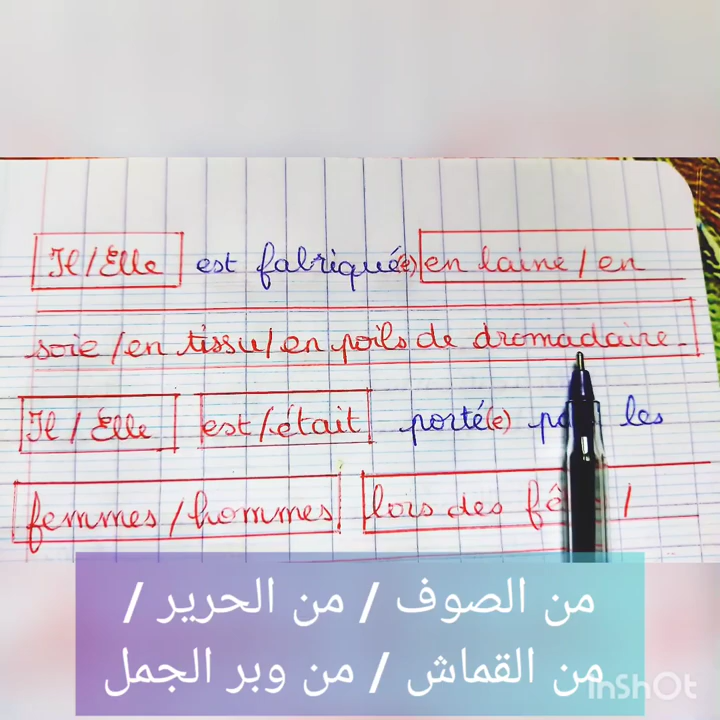 Il/Elle est fabriqué(e) en laine/en
soie/en tissu/en poils de dromadaire.
Il/Elle est/était porté(e) les
femmes/hommes lors des /
من الصوف / من الحرير /
من القماش / من وبر الجمل
InShOt